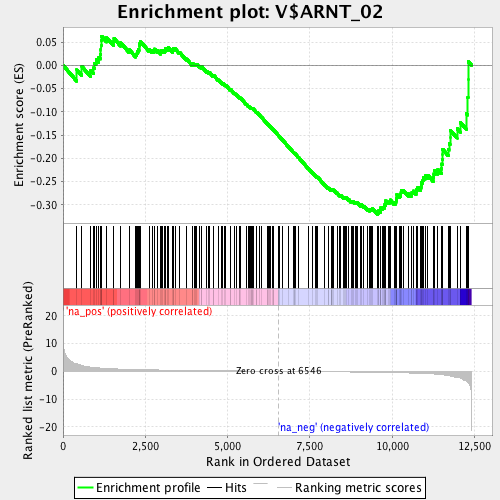 Enrichment plot: V$ARNT_02
Enrichment score (ES)
0.05
0.00
-0.05
-0.10
-0.15
-0.20
-0.25
-0.30
'na_pos' (positively correlated)
Ranked list metric (PreRanked)
20
10
0
-10
-20
Zero cross at 6546
'na_neg' (negatively correlated)
0
2,500
5,000
7,500
10,000
12,500
Rank in Ordered Dataset
Enrichment profile
Hits
Ranking metric scores